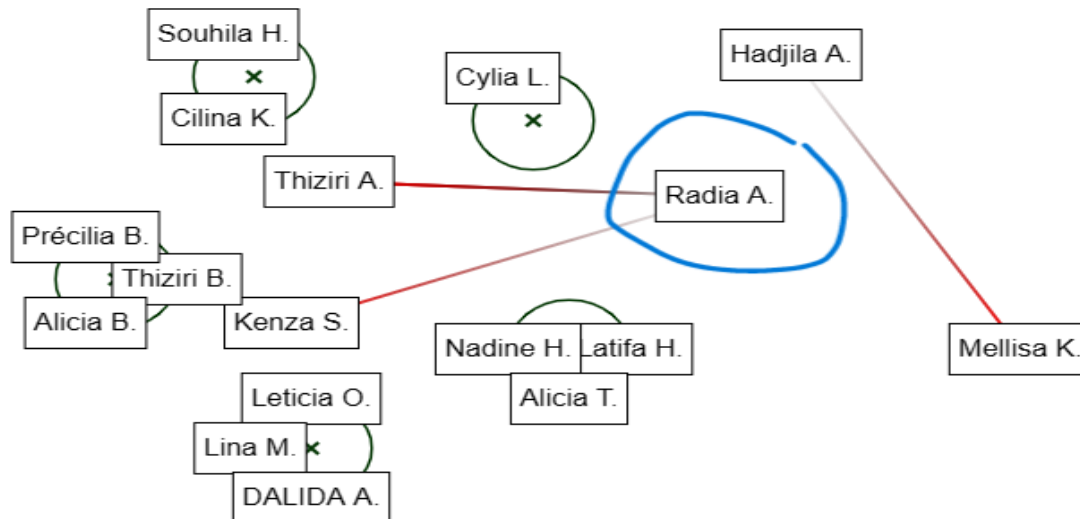 Souhila H.
Hadjila A.
Cylia L.
Cilina K.
Thiziri A.
Radia A.
Précilia B.
Thiziri B.
Alicia B.
Kenza S.
Nadine H.
Latifa H.
Mellisa K.
Alicia T.
Leticia O.
Lina M.
DALIDA A.